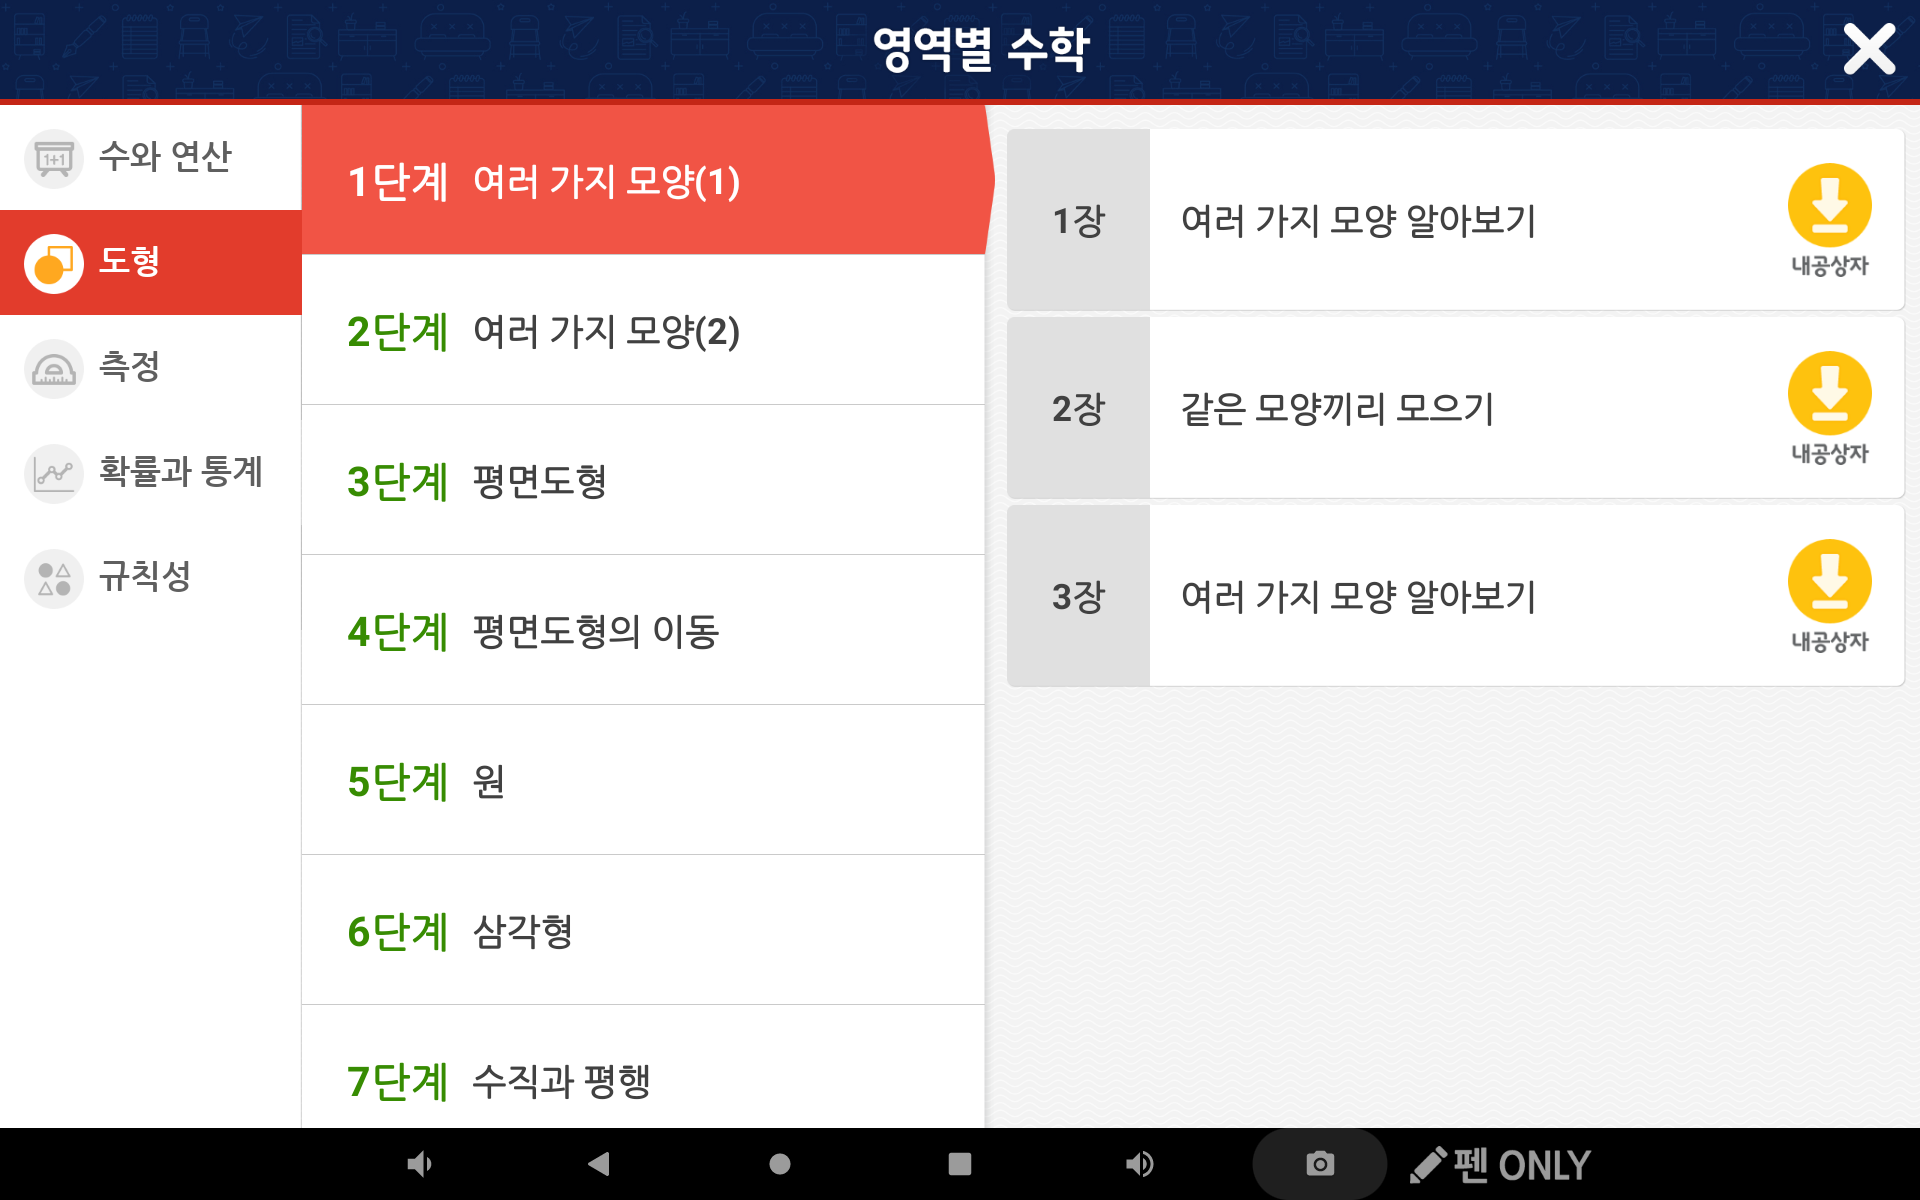 영역별 수학
수와 연산
도형
측정
확률과 통계
규칙성
1단계 여러 가지 모양(1)
2단계 여러 가지 모양(2)
3단계 평면도형
4단계 평면도형의 이동
5단계 원
6단계 삼각형
7단계 수직과 평행
1장 여러 가지 모양 알아보기
내공상자
2장 같은 모양끼리 모으기
내공상자
3장 여러 가지 모양 알아보기
내공상자
펜 ONLY